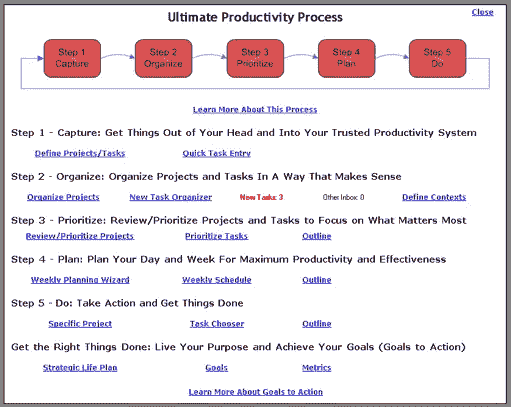 Ultimate Productivity Process
Close
Step 1 Step 2 Step 3 Step 4 Step 5
Capture Organize Prioritize Plan Do
Learn More About This Process
Step 1 - Capture: Get Things Out of Your Head and Into Your Trusted Productivity System
Define Projects/Tasks Quick Task Entry
Step 2 - Organize: Organize Projects and Tasks In A Way That Makes Sense
Organize Projects New Task Organizer New Tasks: 3 Other Inbox: 0 Define Contexts
Step 3 - Prioritize: Review/Prioritize Projects and Tasks to Focus on What Matters Most
Review/Prioritize Projects Prioritize Tasks Outline
Step 4 - Plan: Plan Your Day and Week For Maximum Productivity and Effectiveness
Weekly Planning Wizard Weekly Schedule Outline
Step 5 - Do: Take Action and Get Things Done
Specific Project Task Chooser Outline
Get the Right Things Done: Live Your Purpose and Achieve Your Goals (Goals to Action)
Strategic Life Plan Goals Metrics
Learn More About Goals to Action